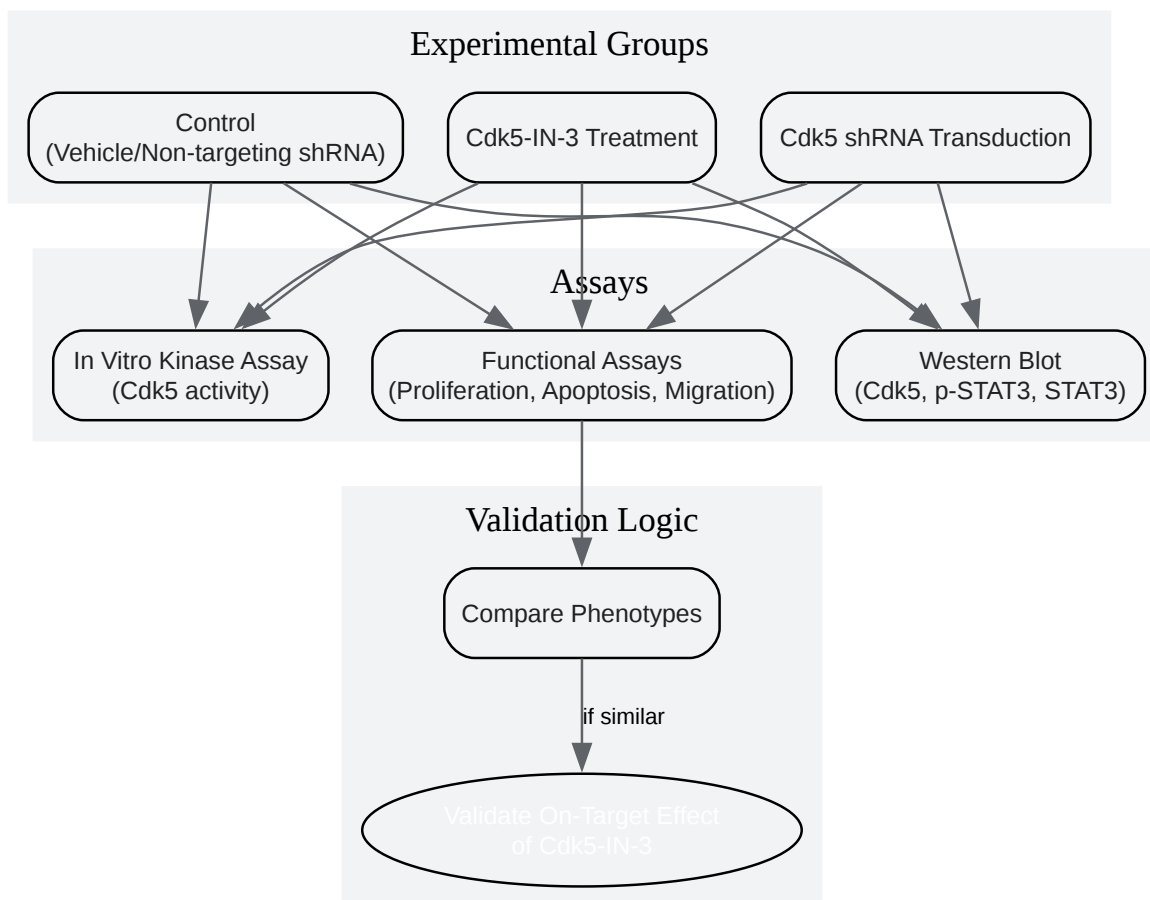 Experimental Groups
Control
(Vehicle/Non-targeting shRNA)
Cdk5-IN-3 Treatment
Cdk5 shRNA Transduction
Assays
In Vitro Kinase Assay
(Cdk5 activity)
Functional Assays
(Proliferation, Apoptosis, Migration)
Western Blot
(Cdk5, p-STAT3, STAT3)
Validation Logic
Compare Phenotypes
if similar
Validate On-Target Effect
of Cdk5-IN-3